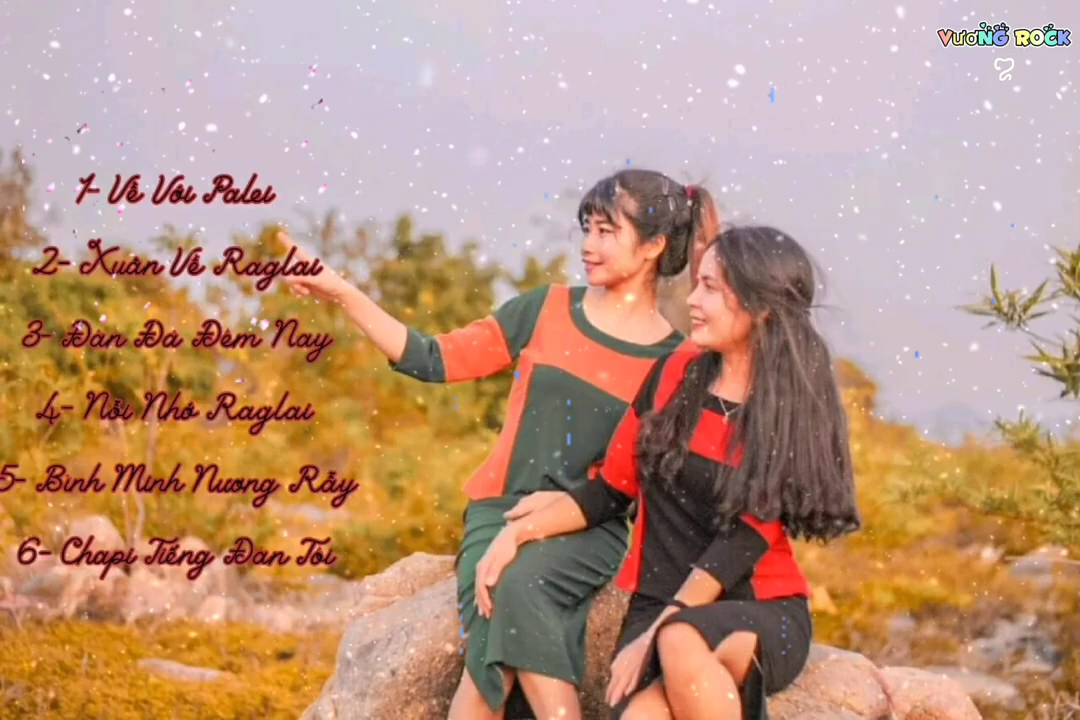 VƯƠNG ROCK
1- Về Với Palei
2- Xuân Về Raglai
3- Đàn Đá Đêm Nay
4- Nỗi Nhớ Raglai
5- Bình Minh Nương Rẫy
6- Chapi Tiếng Đàn Tôi